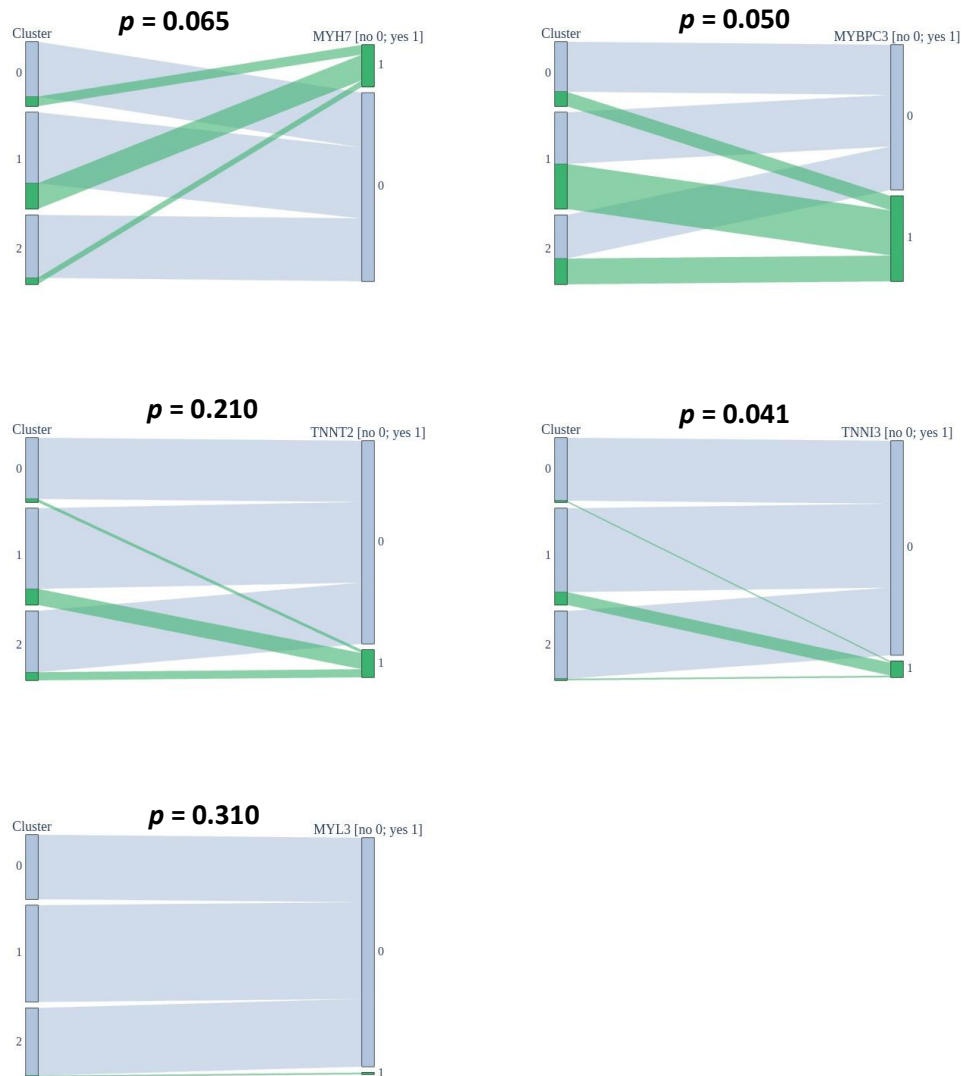 p = 0.065
Cluster
MYH7 [no 0; yes 1]
0
1
1
0
2
p = 0.050
Cluster
MYBPC3 [no 0; yes 1]
0
0
1
1
2
p = 0.210
Cluster
TNNT2 [no 0; yes 1]
0
0
1
2
1
p = 0.041
Cluster
TNNI3 [no 0; yes 1]
0
0
1
2
1
p = 0.310
Cluster
MYL3 [no 0; yes 1]
0
0
1
2
1